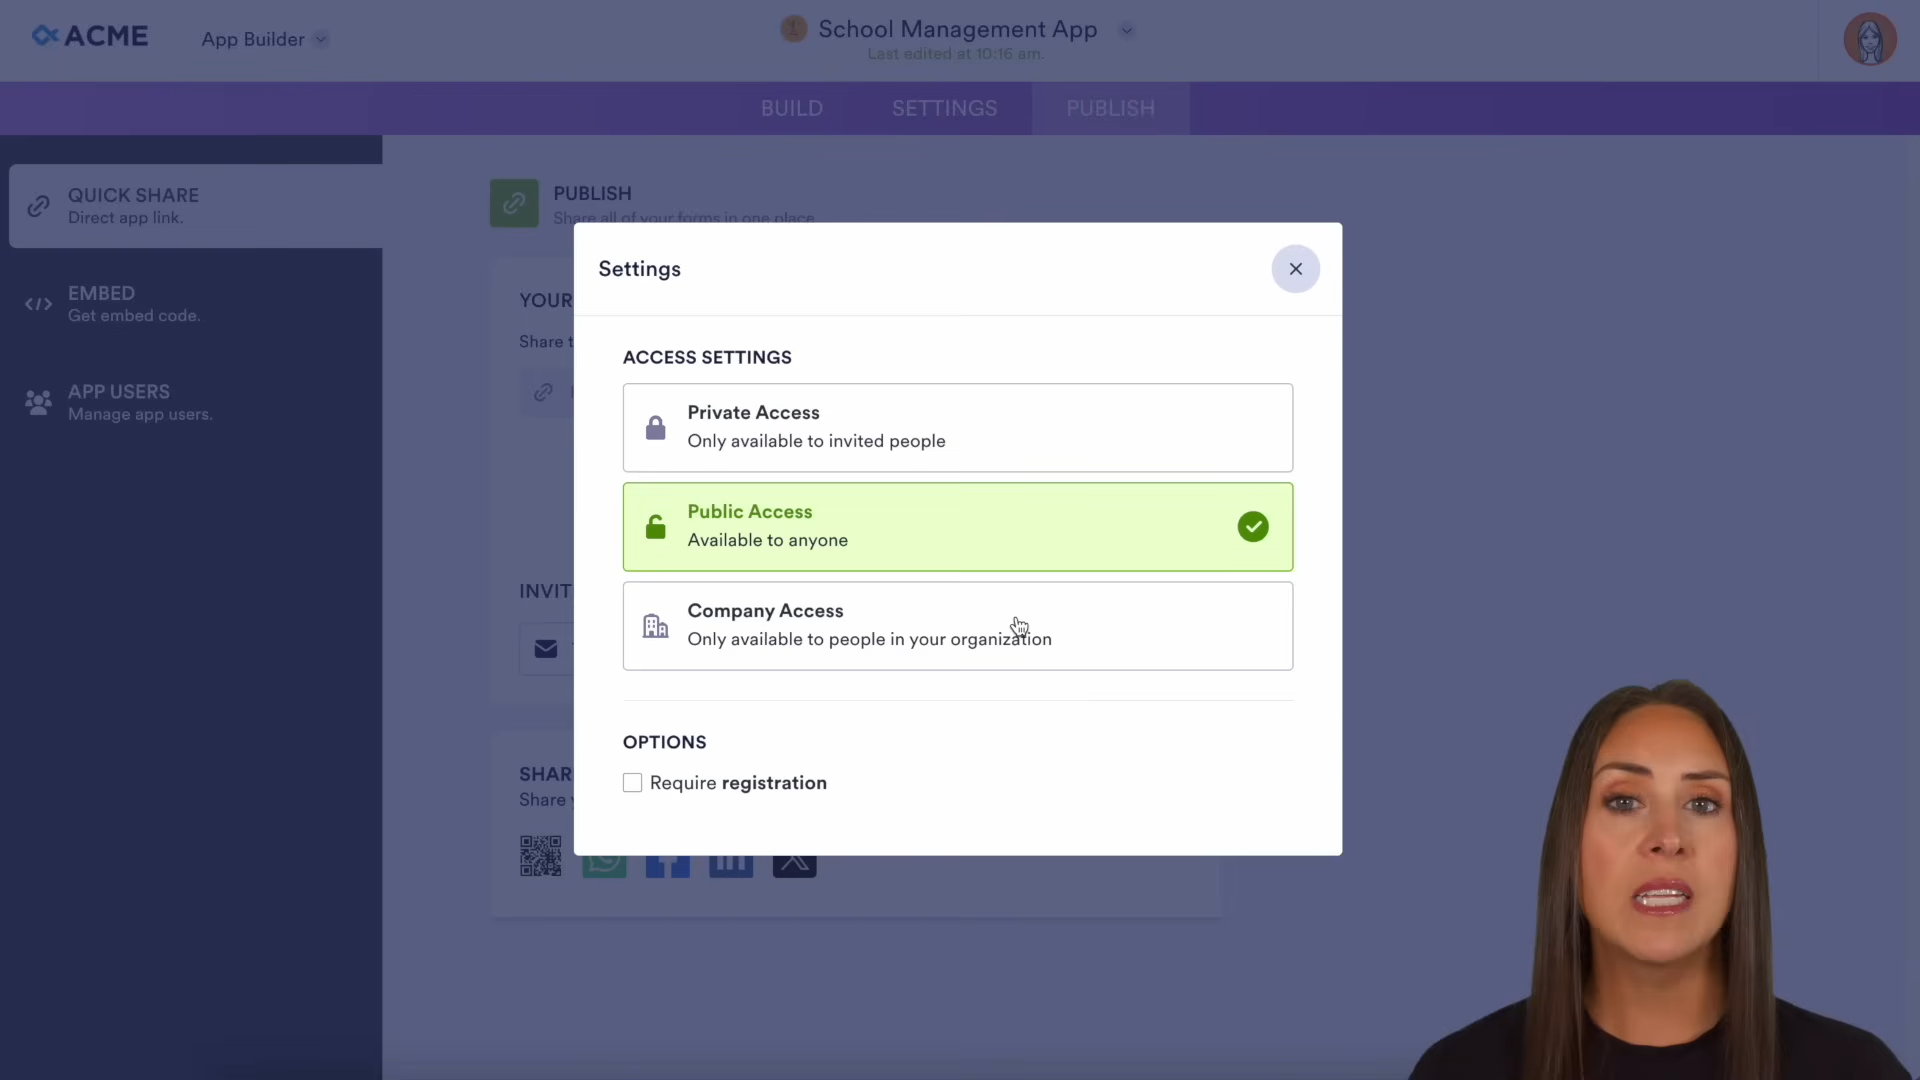 ACME
App Builder
School Management App
Last edited at 10:16 am.
BUILD
SETTINGS
PUBLISH
QUICK SHARE
Direct app link.
EMBED
Get embed code.
APP USERS
Manage app users.
PUBLISH
Share all of your forms in one place
YOUR
Share t
INVIT
SHAR
Share
Settings
ACCESS SETTINGS
Private Access
Only available to invited people
Public Access
Available to anyone
Company Access
Only available to people in your organization
OPTIONS
Require registration